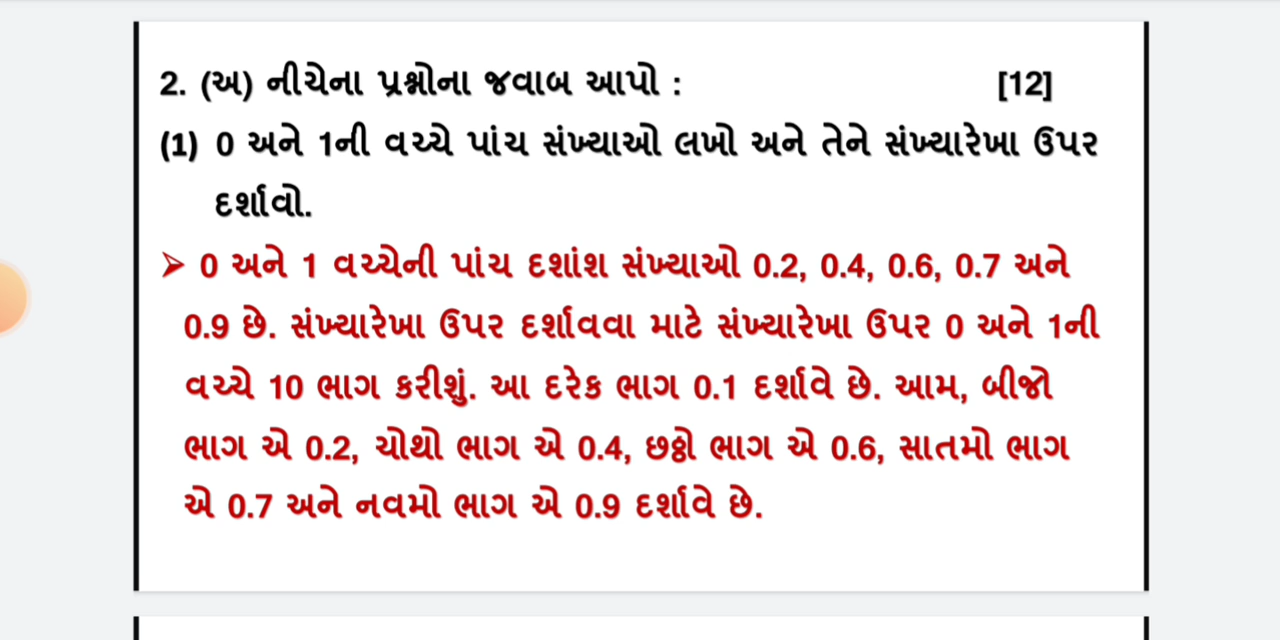 2. (અ) નીચેના પ્રશ્નોના જવાબ આપો : [12]
(1) 0 અને 1ની વચ્ચે પાંચ સંખ્યાઓ લખો અને તેને સંખ્યારેખા ઉપર
દર્શાવો.
➢ 0 અને 1 વચ્ચેની પાંચ દશાંશ સંખ્યાઓ 0.2, 0.4, 0.6, 0.7 અને
0.9 છે. સંખ્યારેખા ઉપર દર્શાવવા માટે સંખ્યારેખા ઉપર 0 અને 1ની
વચ્ચે 10 ભાગ કરીશું. આ દરેક ભાગ 0.1 દર્શાવે છે. આમ, બીજો
ભાગ એ 0.2, ચોથો ભાગ એ 0.4, છઠ્ઠો ભાગ એ 0.6, સાતમો ભાગ
એ 0.7 અને નવમો ભાગ એ 0.9 દર્શાવે છે.